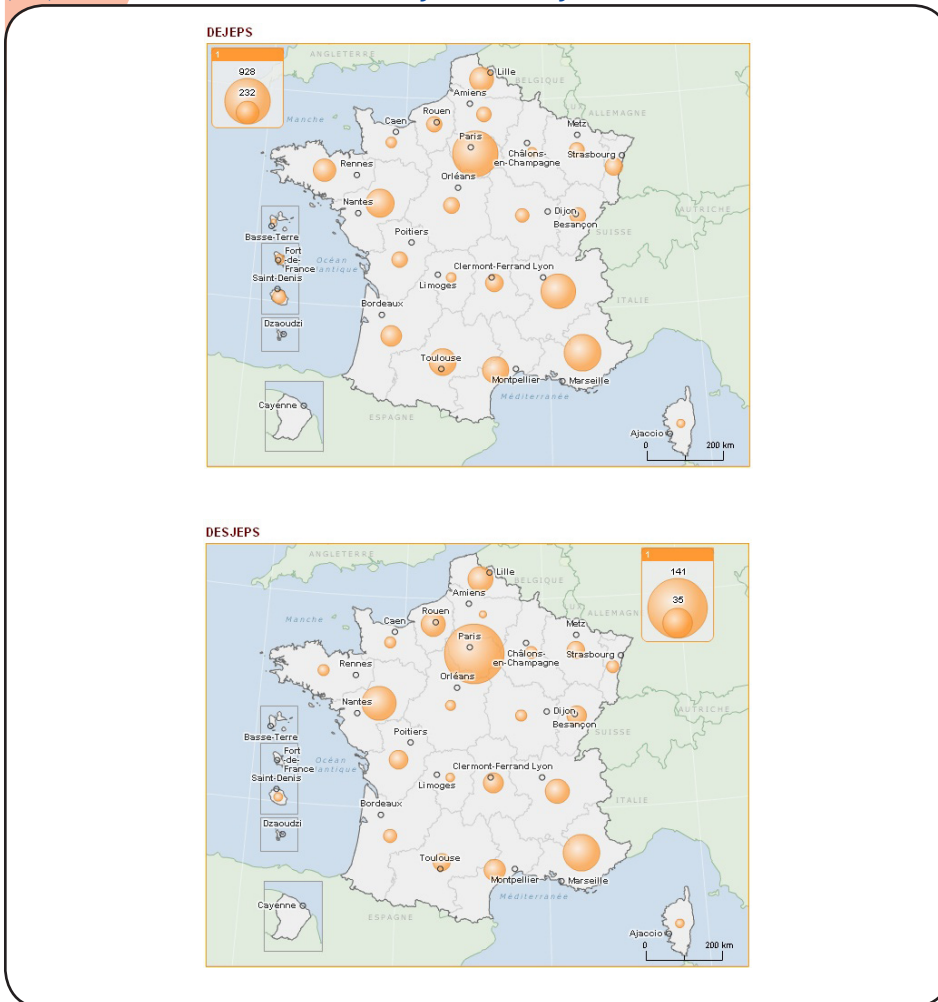 DEJEPS
1
928
232
ANGLETERRE
Lille
BELGIQUE
Amiens
LUX
ALLEMAGNE
Manche
Rouen
Caen
Metz
Paris
Châlons-
en-Champagne
Strasbourg
Rennes
Orléans
Nantes
Dijon
Besançon
AUTRICHE
SUISSE
Basse-Terre
Poitiers
Fort
-de-
France
Océan
Atlantique
Saint-Denis
Clermont-Ferrand
Lyon
Limoges
ITALIE
Bordeaux
Dzaoudzi
Toulouse
Montpellier
Marseille
Méditerranée
Cayenne
ESPAGNE
Ajaccio
0
200 km
DESJEPS
1
141
35
ANGLETERRE
Lille
BELGIQUE
Amiens
LUX
ALLEMAGNE
Manche
Rouen
Caen
Metz
Paris
Châlons-
en-Champagne
Strasbourg
Rennes
Orléans
Nantes
Dijon
Besançon
AUTRICHE
SUISSE
Basse-Terre
Poitiers
Fort
-de-
France
Océan
Atlantique
Saint-Denis
Clermont-Ferrand
Lyon
Limoges
ITALIE
Bordeaux
Dzaoudzi
Toulouse
Montpellier
Marseille
Méditerranée
Cayenne
ESPAGNE
Ajaccio
0
200 km